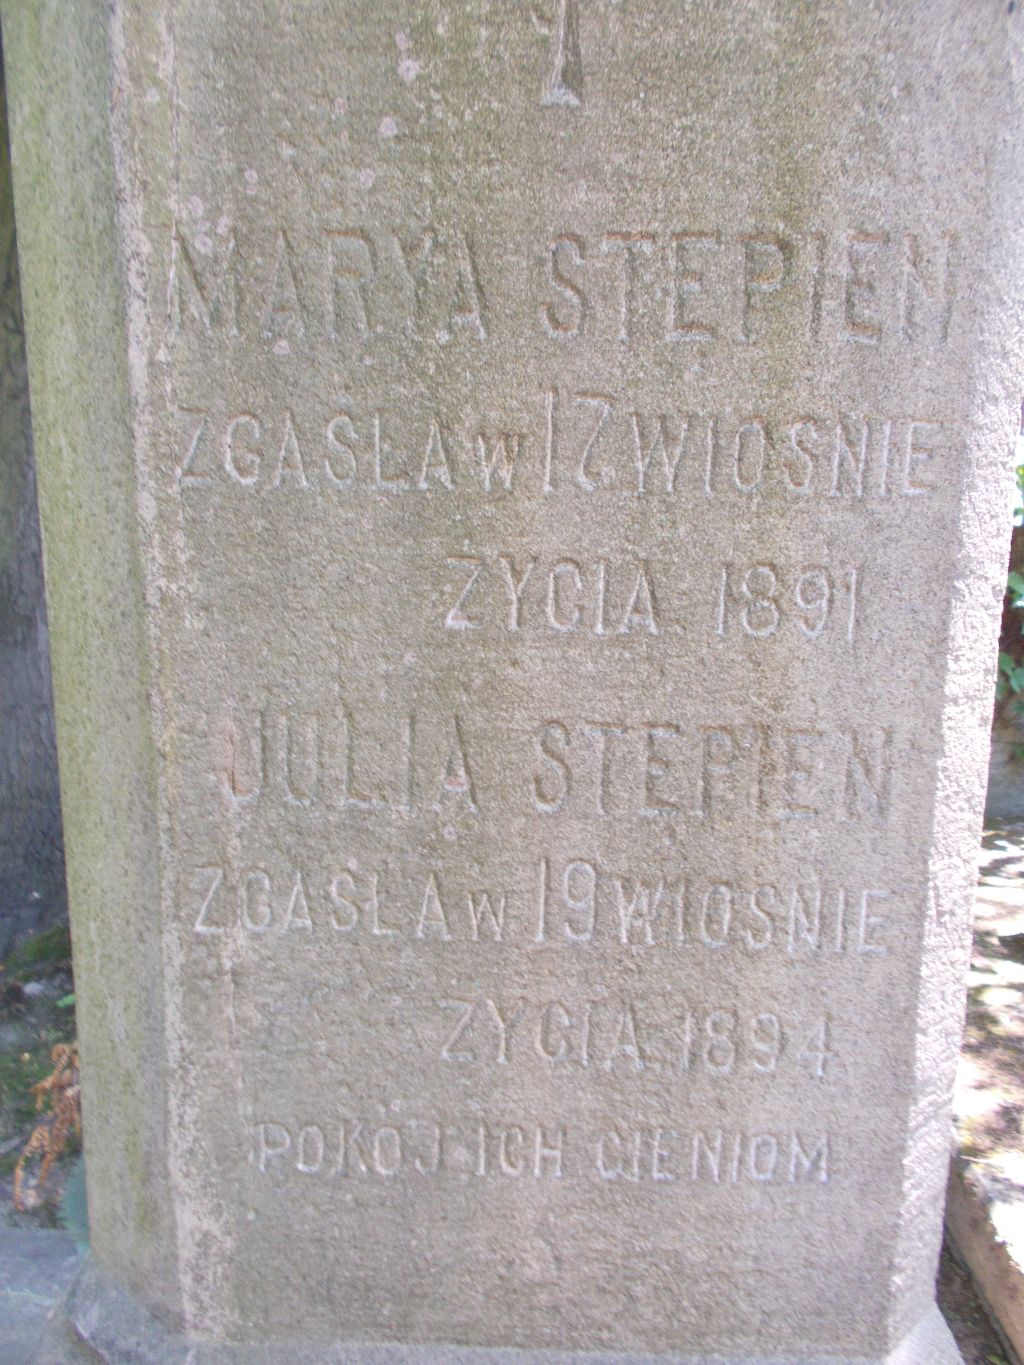 MARYA STEPIEN
ZGASŁA W 17 WIOSNIE
ZYCIA 1891
JULIA STEPIEN
ZGASŁA W 19 WIOSNIE
ZYCIA 1894
POKÓJ ICH CIENIOM